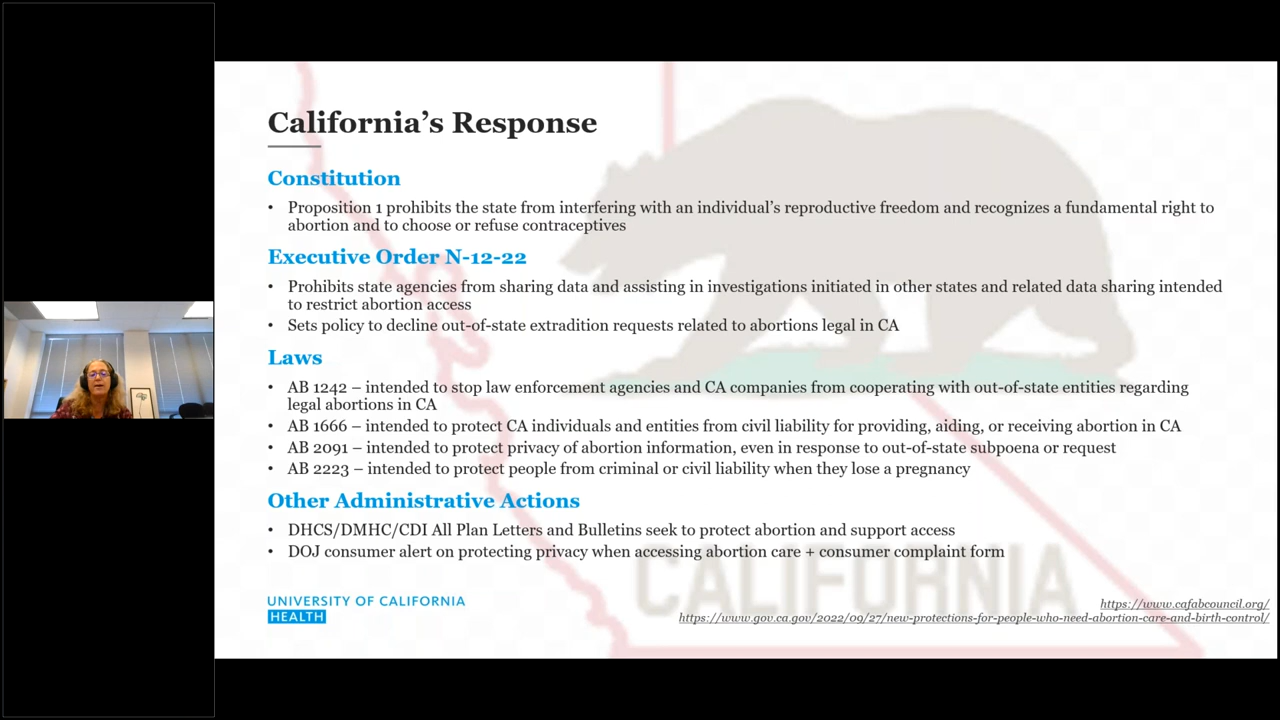 California’s Response
Constitution
• Proposition 1 prohibits the state from interfering with an individual’s reproductive freedom and recognizes a fundamental right to
abortion and to choose or refuse contraceptives
Executive Order N-12-22
• Prohibits state agencies from sharing data and assisting in investigations initiated in other states and related data sharing intended
to restrict abortion access
• Sets policy to decline out-of-state extradition requests related to abortions legal in CA
Laws
• AB 1242 – intended to stop law enforcement agencies and CA companies from cooperating with out-of-state entities regarding
legal abortions in CA
• AB 1666 – intended to protect CA individuals and entities from civil liability for providing, aiding, or receiving abortion in CA
• AB 2091 – intended to protect privacy of abortion information, even in response to out-of-state subpoena or request
• AB 2223 – intended to protect people from criminal or civil liability when they lose a pregnancy
Other Administrative Actions
• DHCS/DMHC/CDI All Plan Letters and Bulletins seek to protect abortion and support access
• DOJ consumer alert on protecting privacy when accessing abortion care + consumer complaint form
CALIFORNIA
UNIVERSITY OF CALIFORNIA
HEALTH
https://www.cafabcouncil.org/
https://www.gov.ca.gov/2022/09/27/new-protections-for-people-who-need-abortion-care-and-birth-control/